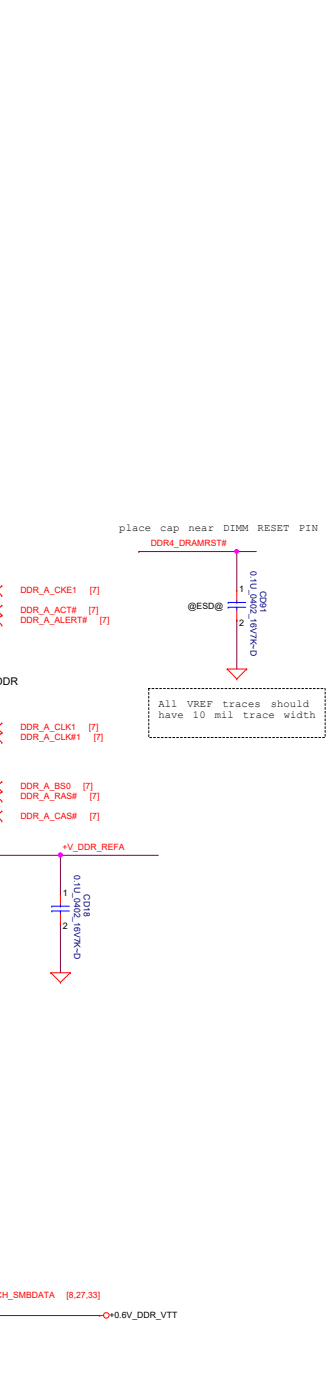 place cap near DIMM RESET PIN
DDR4_DRAMRST#
1
CD91
0.1U_0402_16V7K~D
@ESD@
2
DDR_A_CKE1 [7]
DDR_A_ACT# [7]
DDR_A_ALERT# [7]
DDR
All VREF traces should
have 10 mil trace width
DDR_A_CLK1 [7]
DDR_A_CLK#1 [7]
DDR_A_BS0 [7]
DDR_A_RAS# [7]
DDR_A_CAS# [7]
+V_DDR_REFA
1
CD18
0.1U_0402_16V7K~D
2
CH_SMBDATA [8,27,33]
+0.6V_DDR_VTT